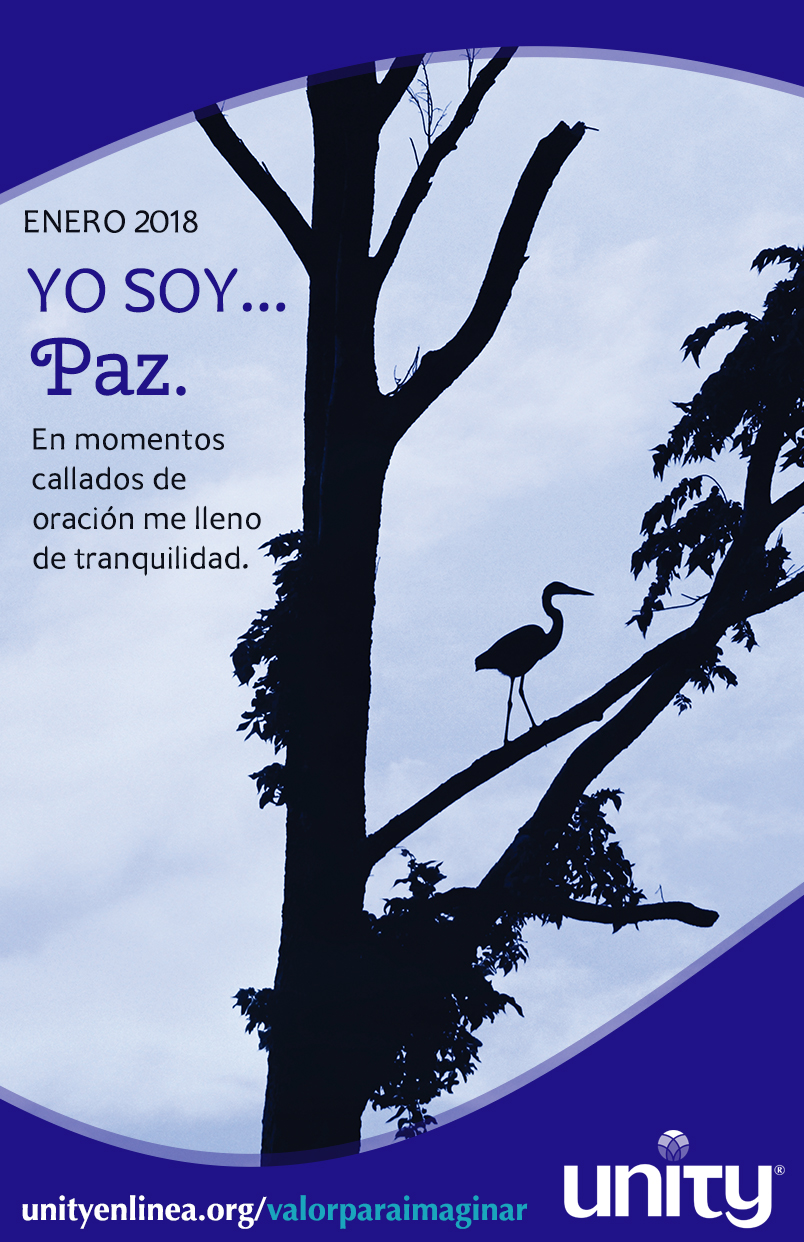 ENERO 2018
YO SOY...
Paz.
En momentos
callados de
oración me lleno
de tranquilidad.
unityenlinea.org/valorparaimaginar
unity®